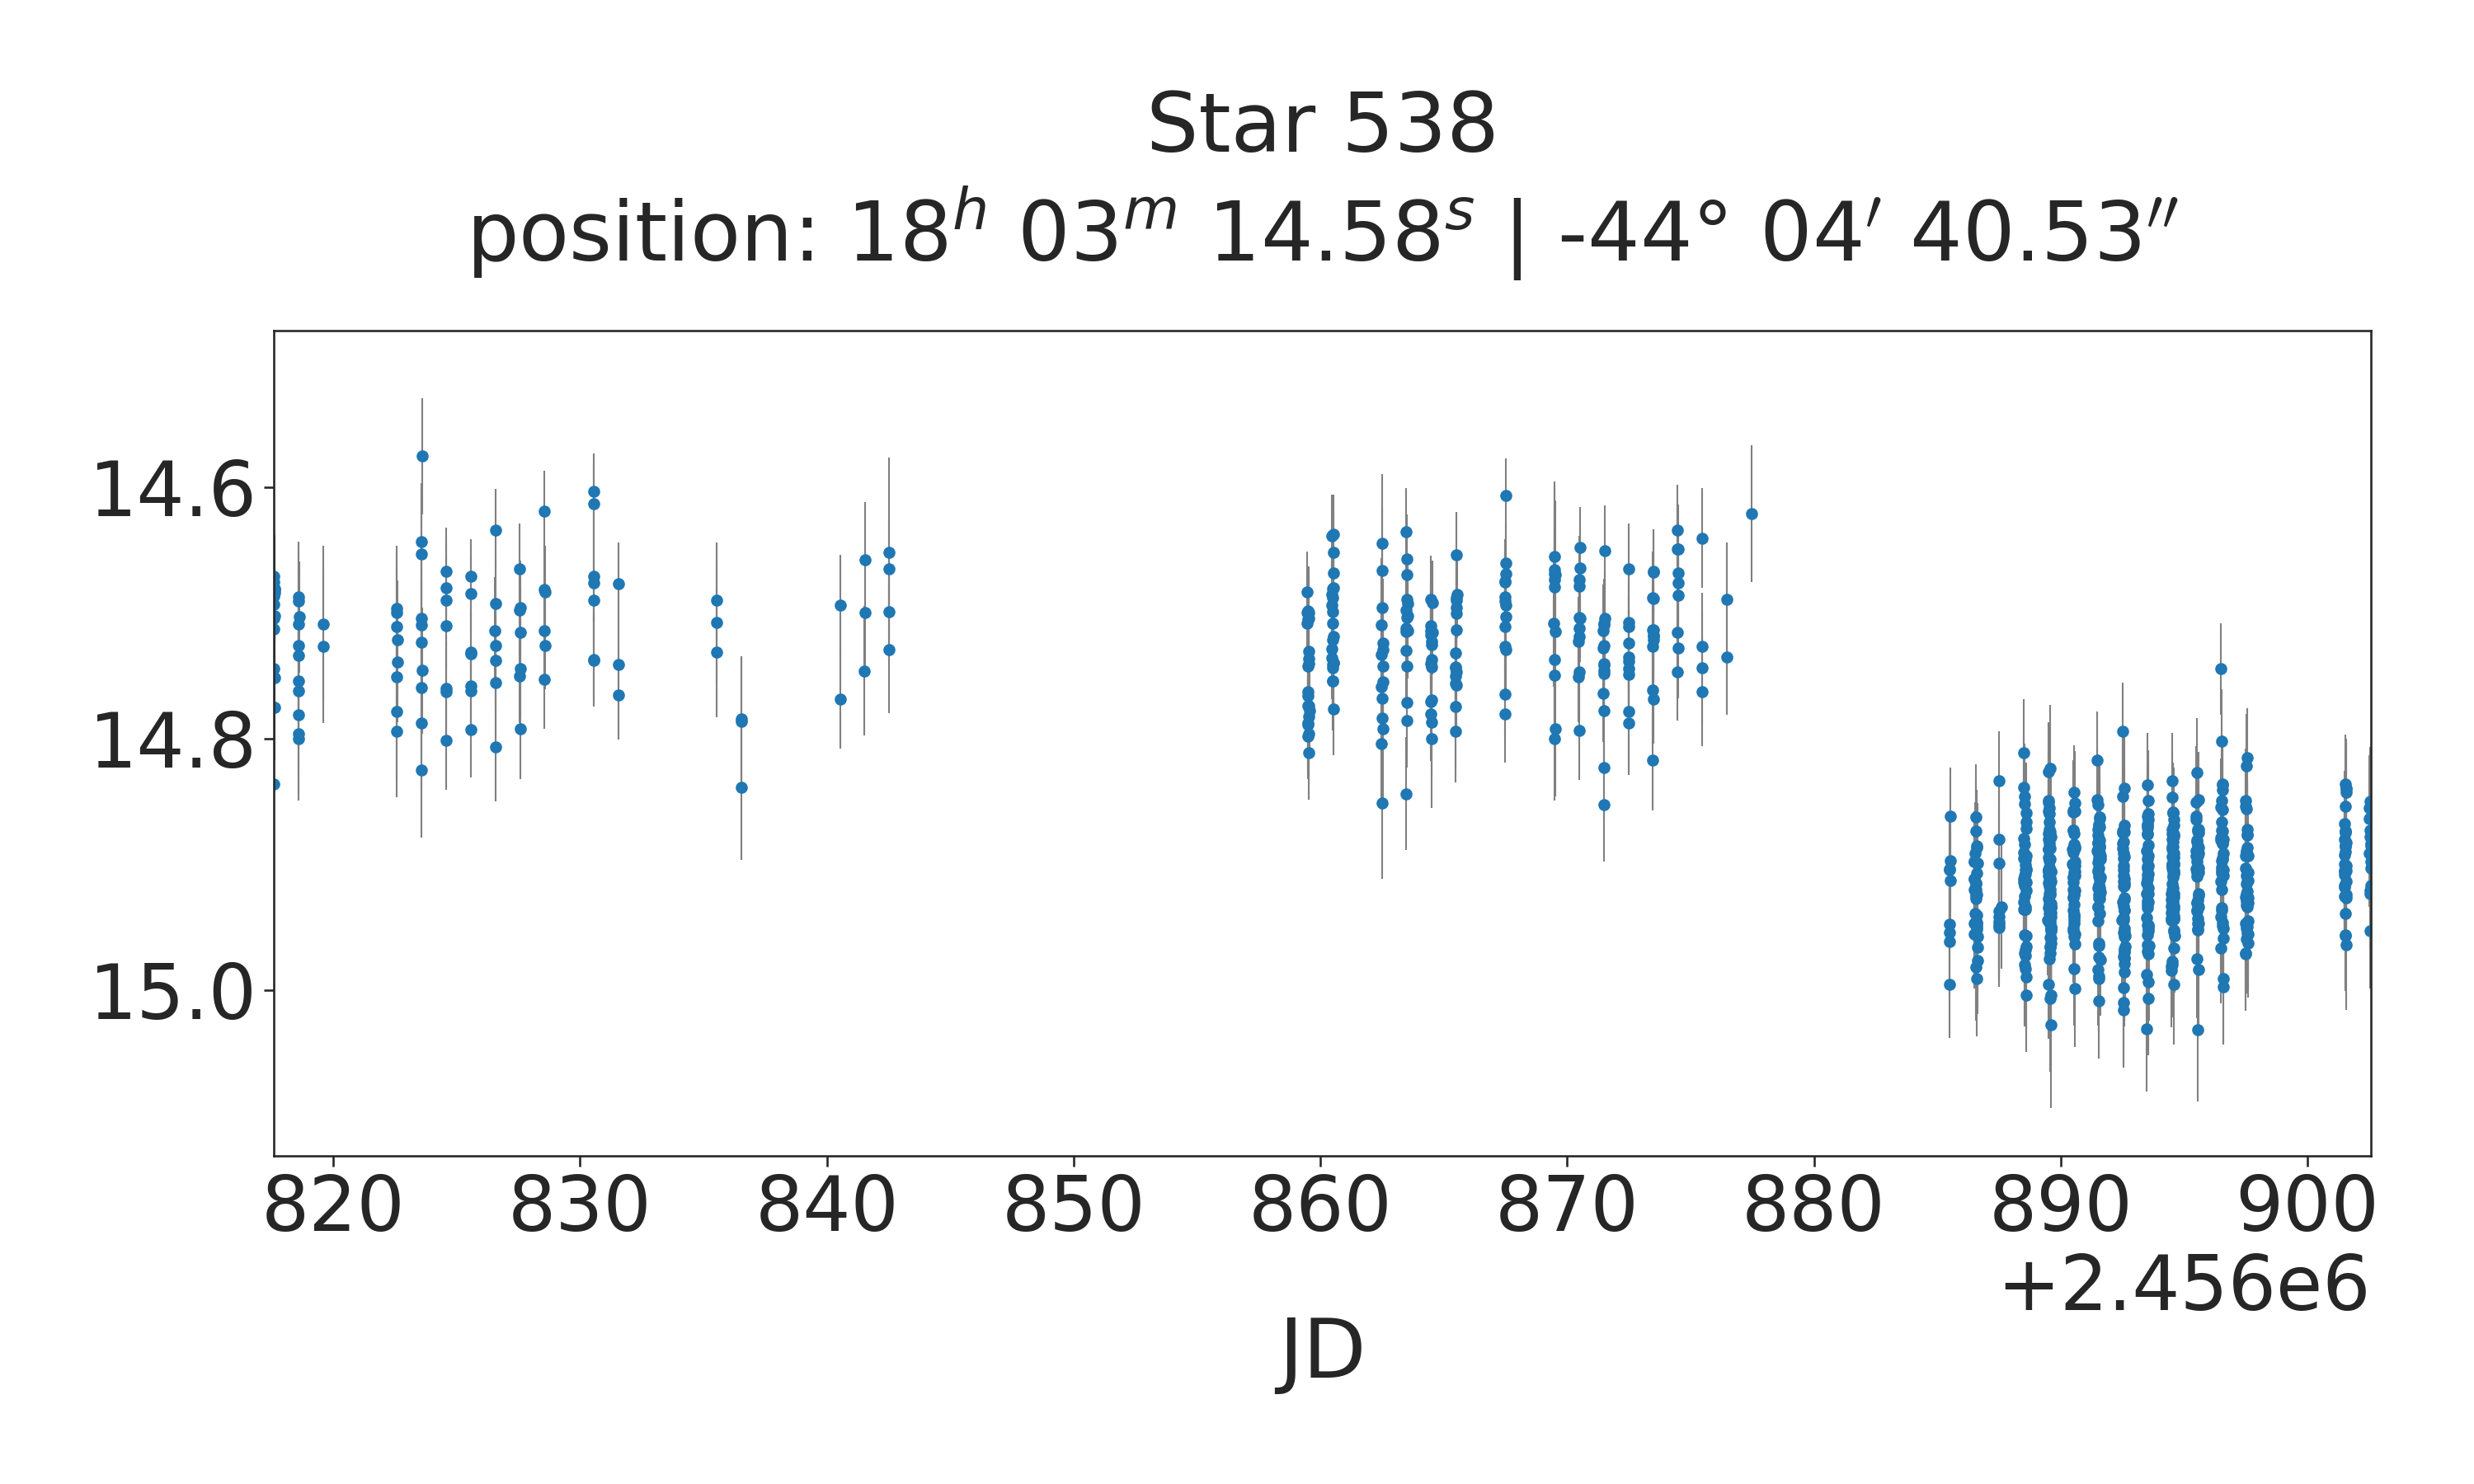 Star 538
position: 18ʰ 03ᵐ 14.58ˢ | -44° 04′ 40.53″
14.6
14.8
15.0
820 830 840 850 860 870 880 890 900
+2.456e6
JD